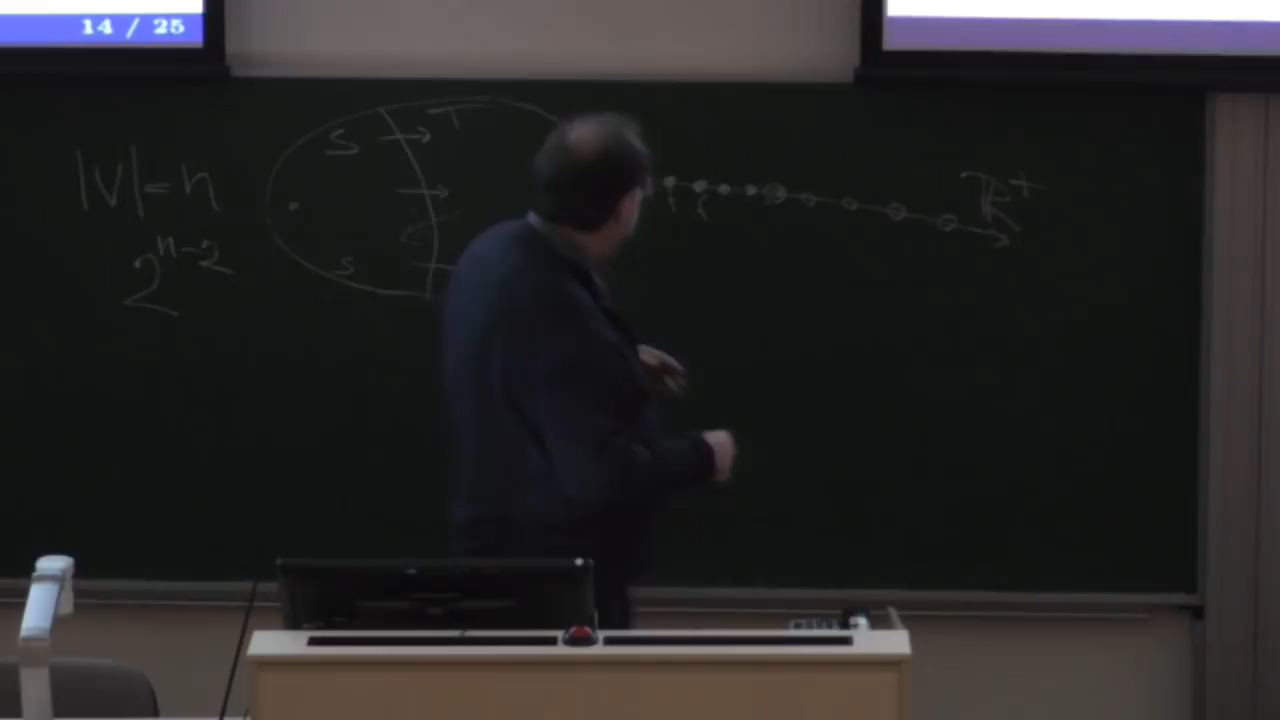 14 / 25
|V|=n
2^{n-2}
S → T
S
ℝ⁺